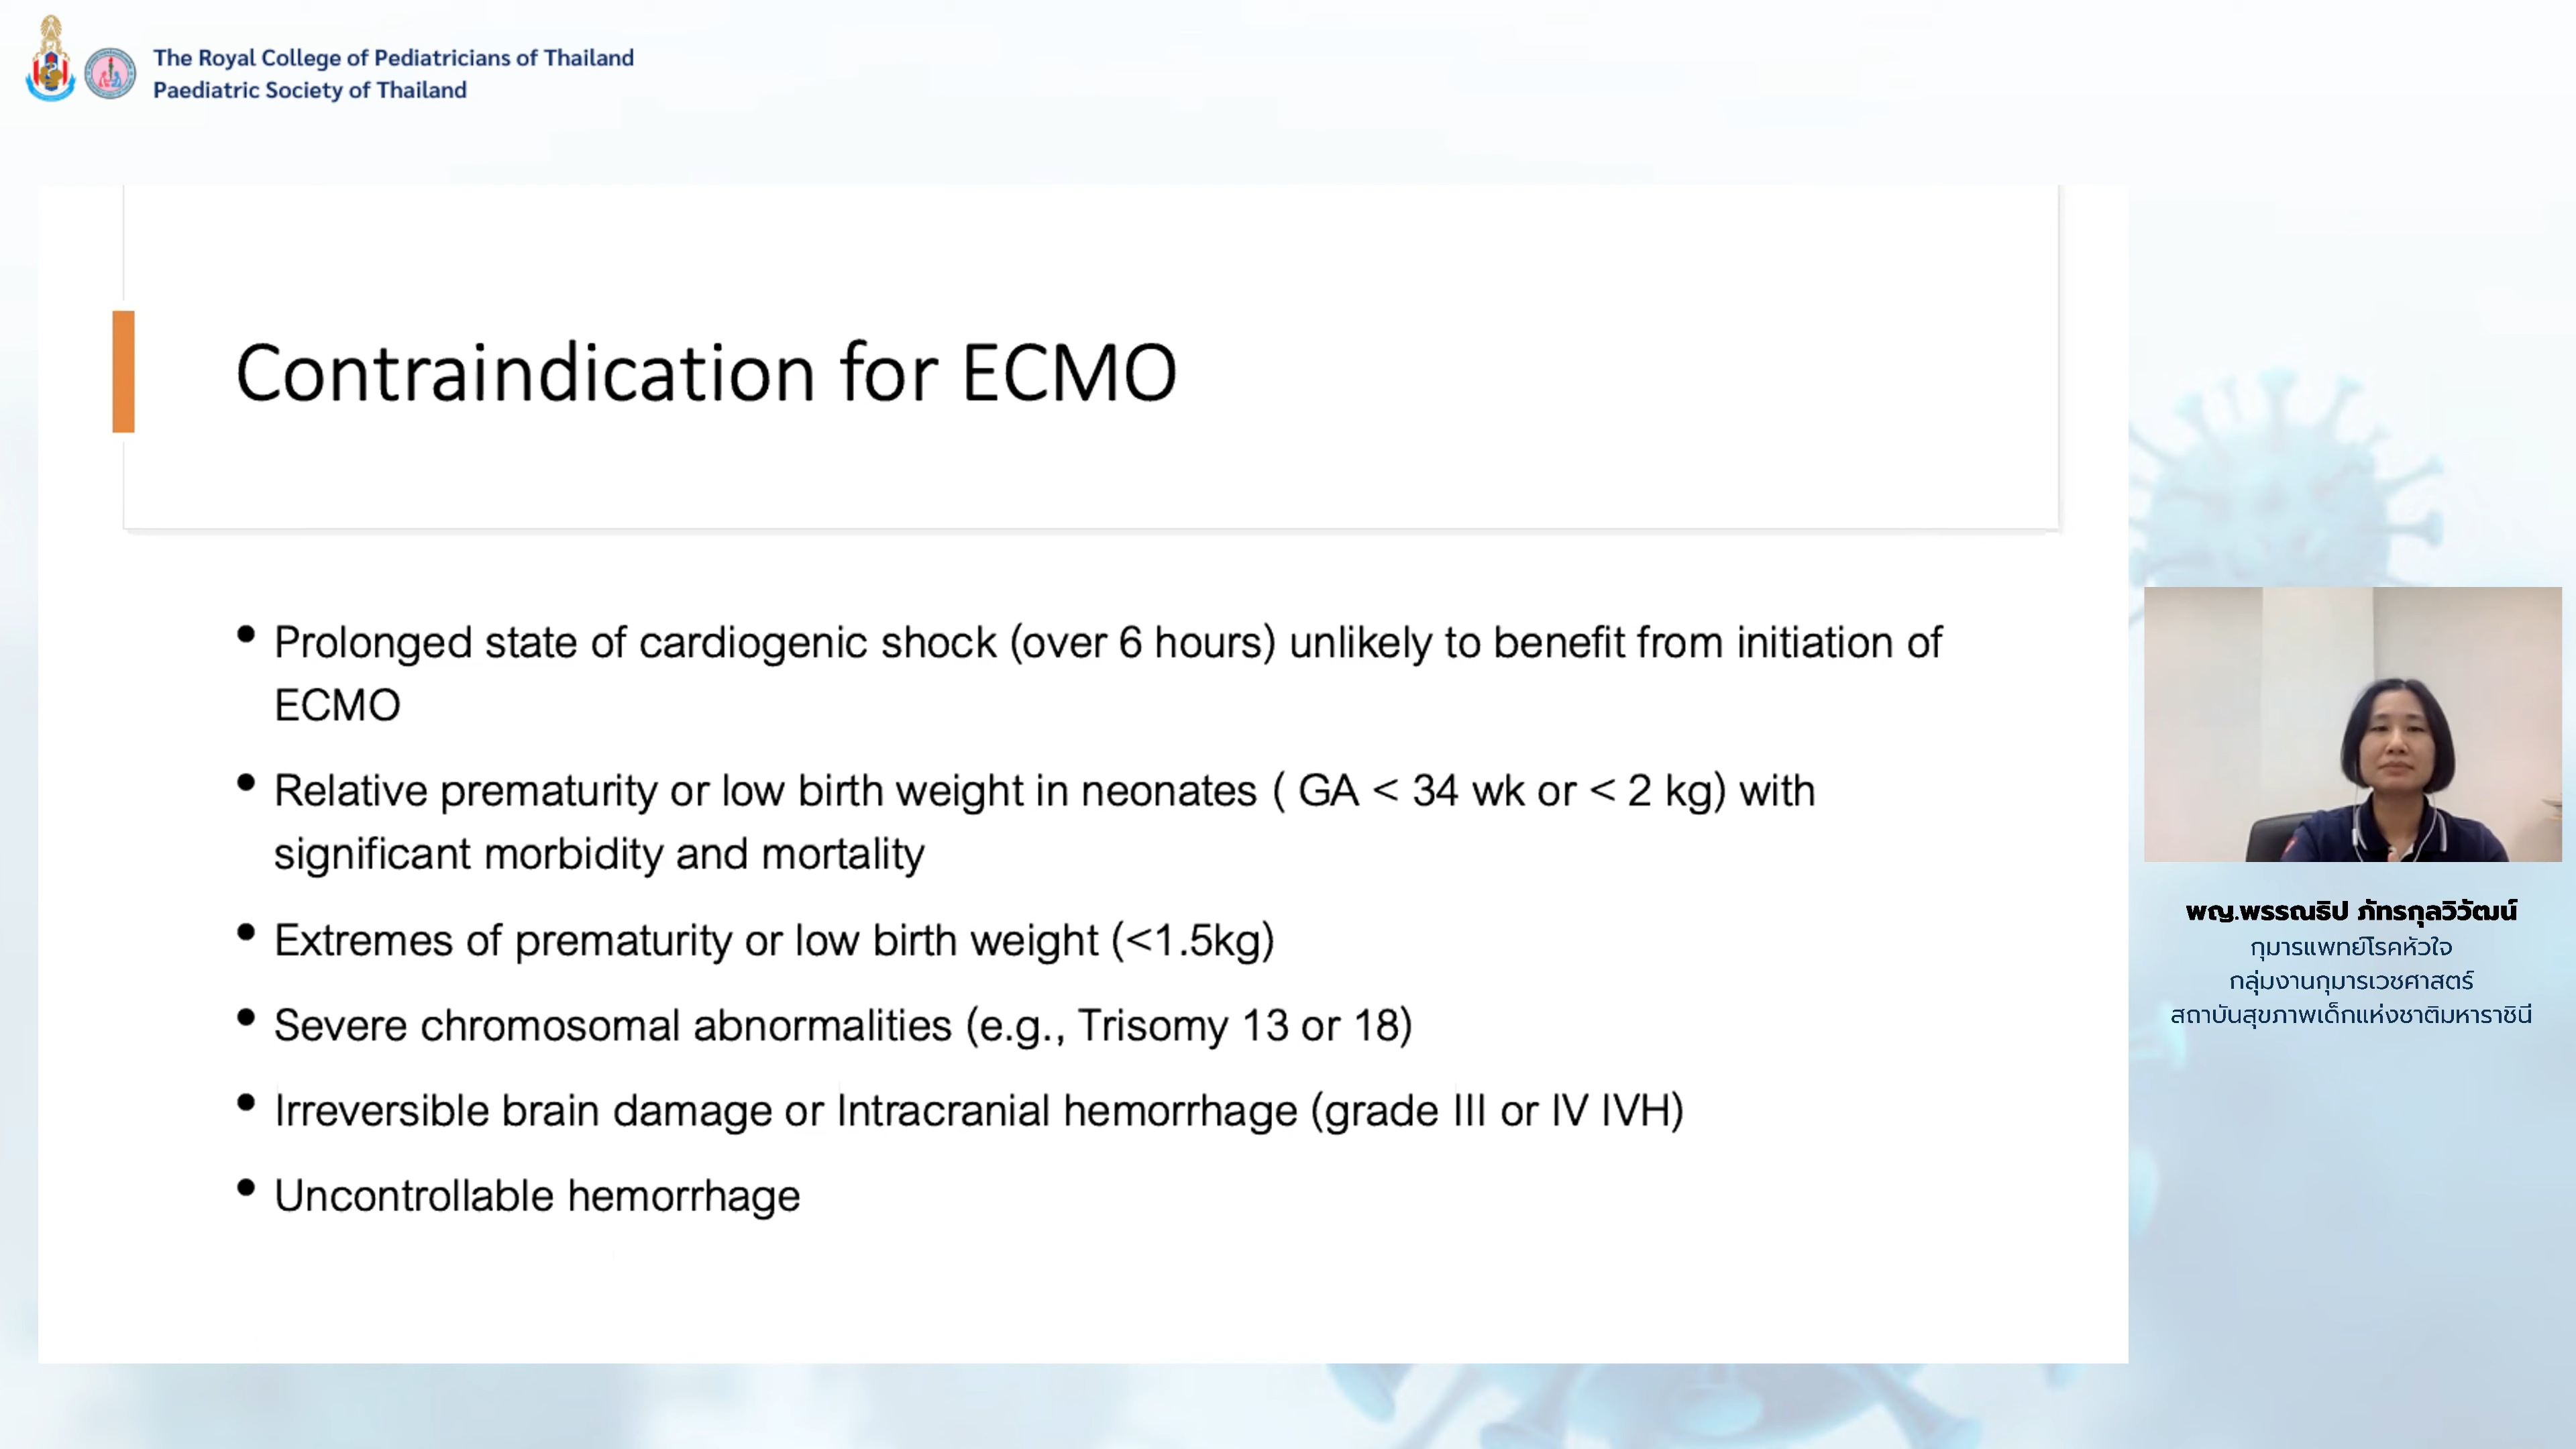 The Royal College of Pediatricians of Thailand
Paediatric Society of Thailand
Contraindication for ECMO
• Prolonged state of cardiogenic shock (over 6 hours) unlikely to benefit from initiation of
ECMO
• Relative prematurity or low birth weight in neonates ( GA < 34 wk or < 2 kg) with
significant morbidity and mortality
• Extremes of prematurity or low birth weight (<1.5kg)
• Severe chromosomal abnormalities (e.g., Trisomy 13 or 18)
• Irreversible brain damage or Intracranial hemorrhage (grade III or IV IVH)
• Uncontrollable hemorrhage
พญ.พรรณธิป ภัทรกุลวิวัฒน์
กุมารแพทย์โรคหัวใจ
กลุ่มงานกุมารเวชศาสตร์
สถาบันสุขภาพเด็กแห่งชาติมหาราชินี